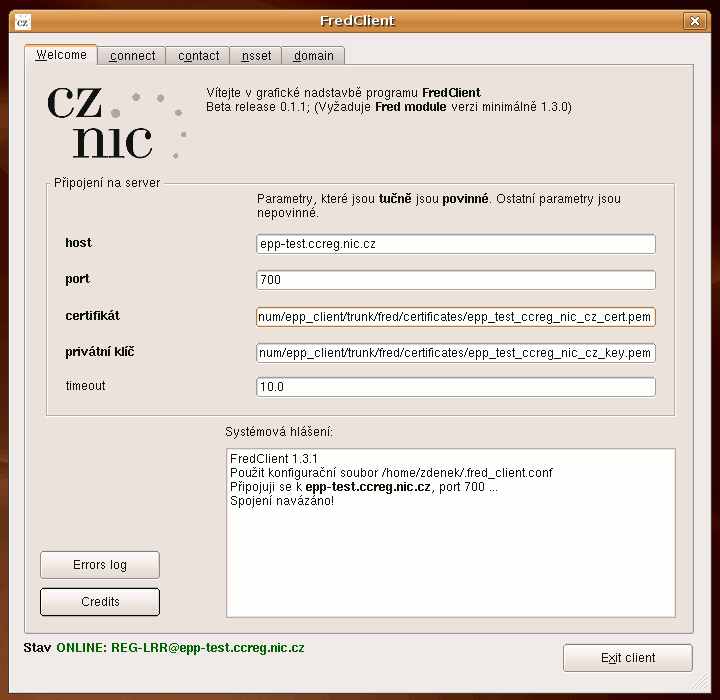 cz
FredClient
Welcome connect contact nsset domain
cz
nic
Vítejte v grafické nadstavbě programu FredClient
Beta release 0.1.1; (Vyžaduje Fred module verzi minimálně 1.3.0)
Připojení na server
Parametry, které jsou tučně jsou povinné. Ostatní parametry jsou
nepovinné.
host epp-test.ccreg.nic.cz
port 700
certifikát num/epp_client/trunk/fred/certificates/epp_test_ccreg_nic_cz_cert.pem
privátní klíč num/epp_client/trunk/fred/certificates/epp_test_ccreg_nic_cz_key.pem
timeout 10.0
Systémová hlášení:
FredClient 1.3.1
Použit konfigurační soubor /home/zdenek/.fred_client.conf
Připojuji se k epp-test.ccreg.nic.cz, port 700 ...
Spojení navázáno!
Errors log
Credits
Stav ONLINE: REG-LRR@epp-test.ccreg.nic.cz
Exit client